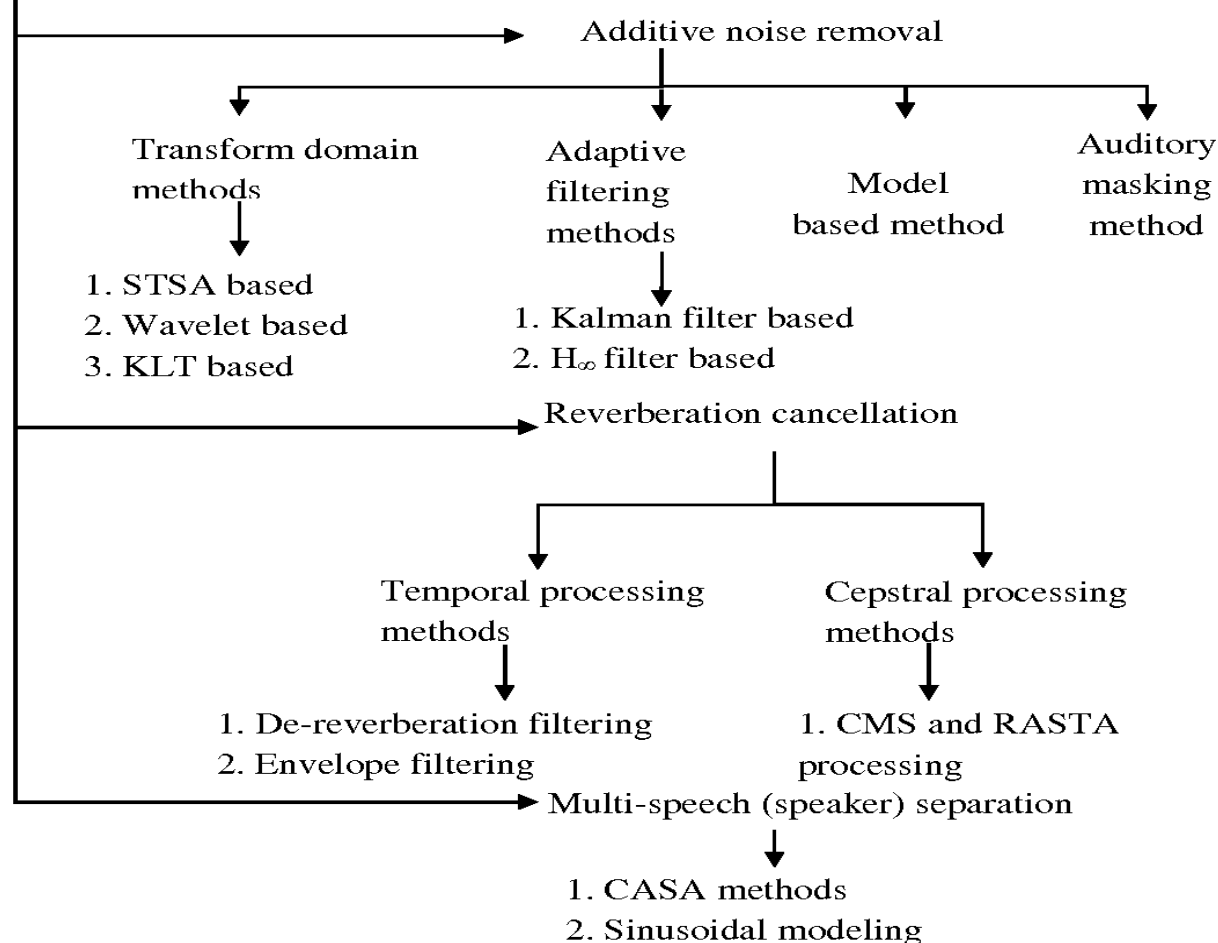 Additive noise removal
Transform domain
methods
Adaptive
filtering
methods
Model
based method
Auditory
masking
method
1. STSA based
2. Wavelet based
3. KLT based
1. Kalman filter based
2. H∞ filter based
Reverberation cancellation
Temporal processing
methods
Cepstral processing
methods
1. De-reverberation filtering
2. Envelope filtering
1. CMS and RASTA
processing
Multi-speech (speaker) separation
1. CASA methods
2. Sinusoidal modeling